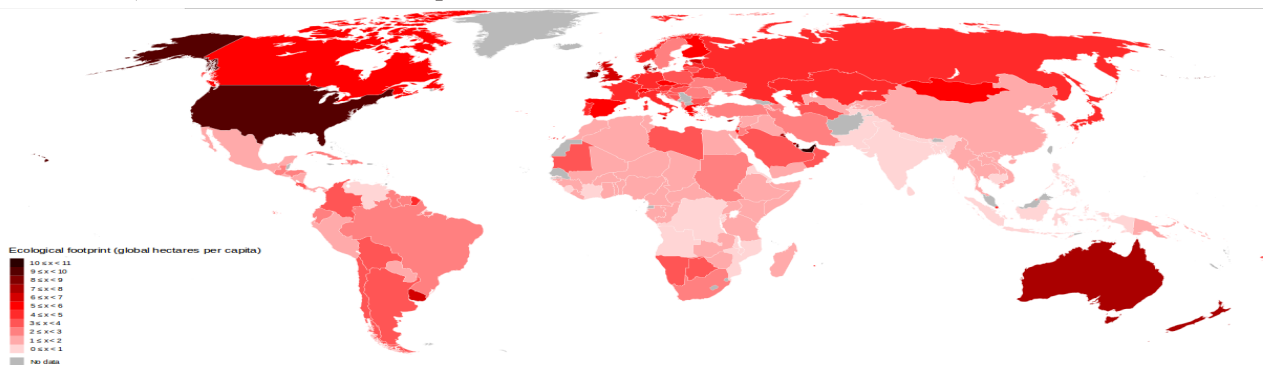 Ecological footprint (global hectares per capita)
10 ≤ x < 11
9 ≤ x < 10
8 ≤ x < 9
7 ≤ x < 8
6 ≤ x < 7
5 ≤ x < 6
4 ≤ x < 5
3 ≤ x < 4
2 ≤ x < 3
1 ≤ x < 2
0 ≤ x < 1
No data